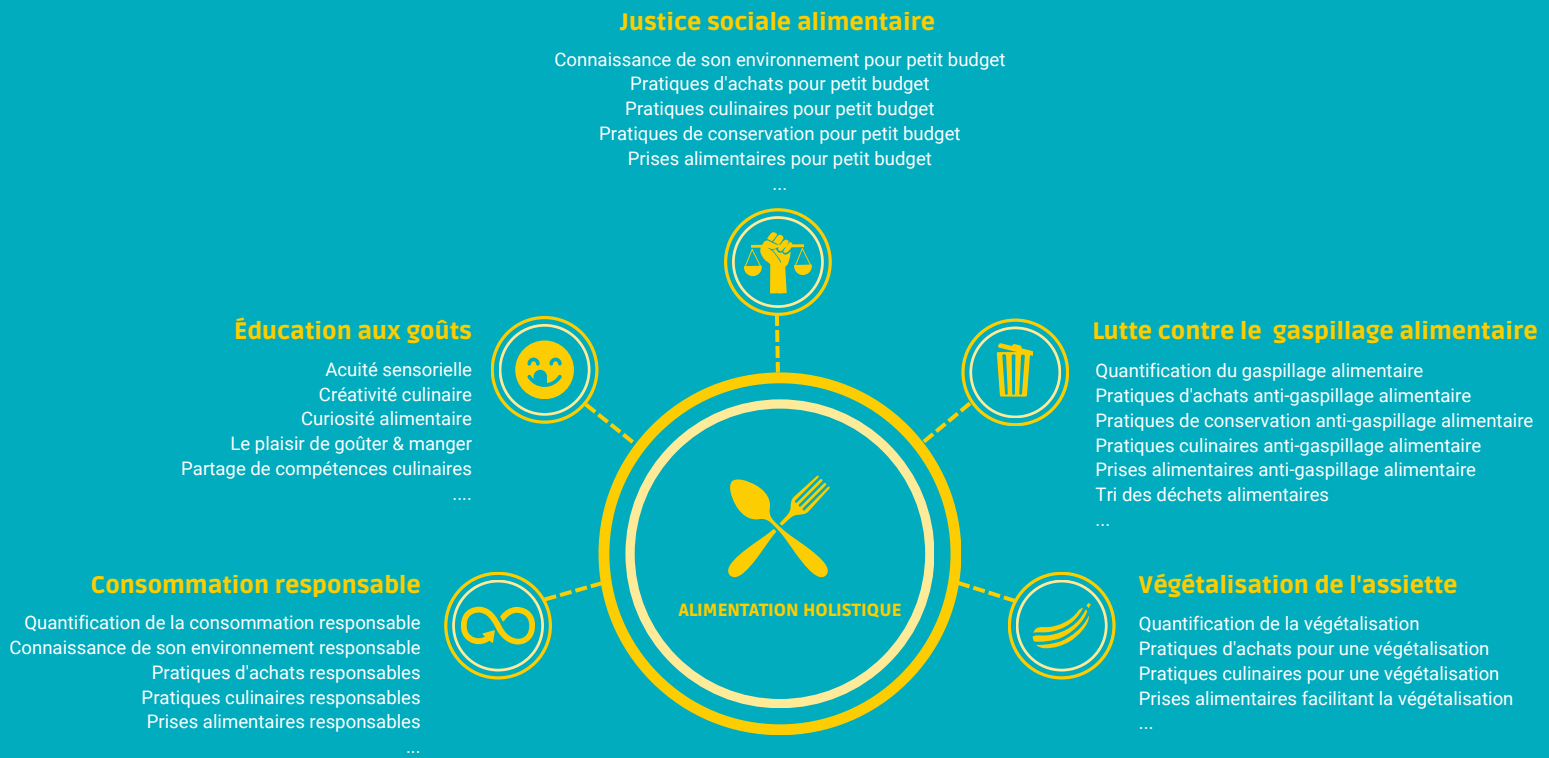 Justice sociale alimentaire
Connaissance de son environnement pour petit budget
Pratiques d'achats pour petit budget
Pratiques culinaires pour petit budget
Pratiques de conservation pour petit budget
Prises alimentaires pour petit budget
...
Éducation aux goûts
Acuité sensorielle
Créativité culinaire
Curiosité alimentaire
Le plaisir de goûter & manger
Partage de compétences culinaires
....
Lutte contre le  gaspillage alimentaire
Quantification du gaspillage alimentaire
Pratiques d'achats anti-gaspillage alimentaire
Pratiques de conservation anti-gaspillage alimentaire
Pratiques culinaires anti-gaspillage alimentaire
Prises alimentaires anti-gaspillage alimentaire
Tri des déchets alimentaires
...
Consommation responsable
Quantification de la consommation responsable
Connaissance de son environnement responsable
Pratiques d'achats responsables
Pratiques culinaires responsables
Prises alimentaires responsables
...
ALIMENTATION HOLISTIQUE
Végétalisation de l'assiette
Quantification de la végétalisation
Pratiques d'achats pour une végétalisation
Pratiques culinaires pour une végétalisation
Prises alimentaires facilitant la végétalisation
...